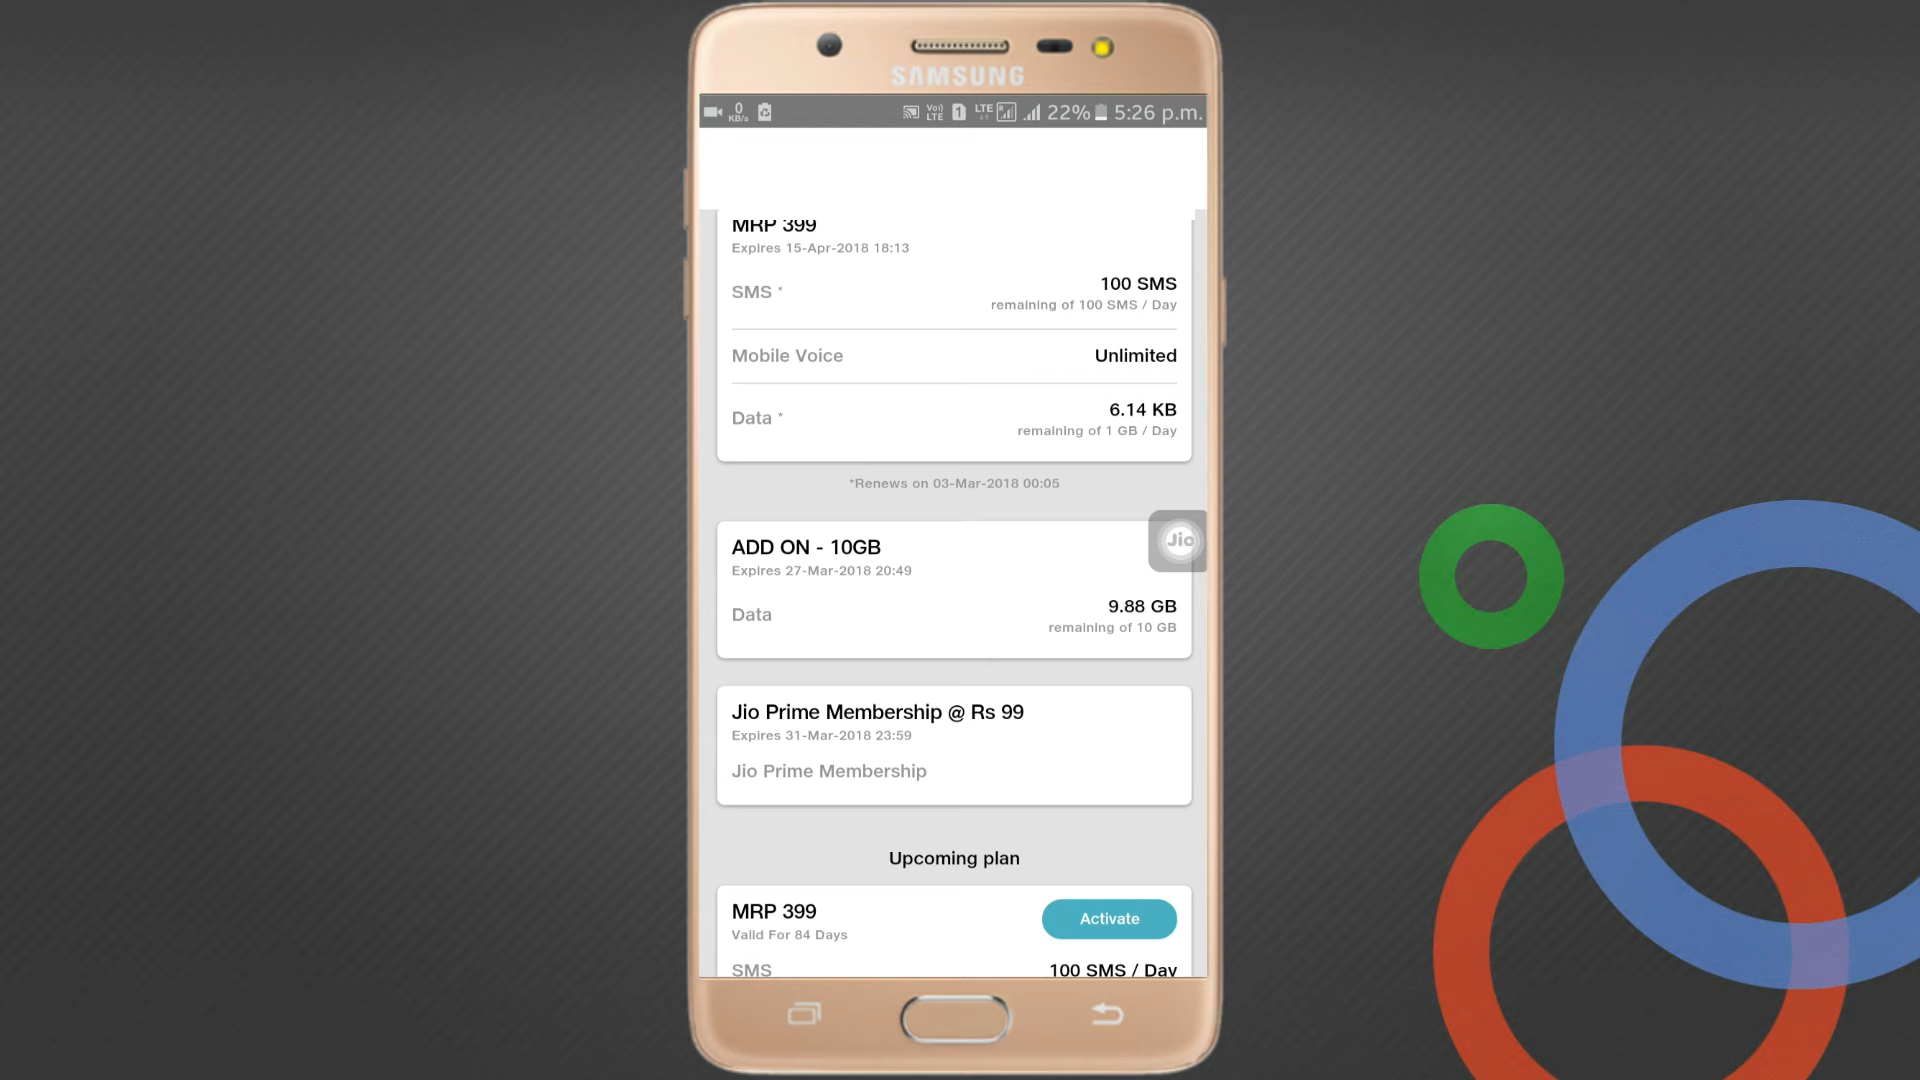 SAMSUNG
0 KB/s Vo) LTE 1 LTE R 22% 5:26 p.m.
MRP 399
Expires 15-Apr-2018 18:13
SMS * 100 SMS
remaining of 100 SMS / Day
Mobile Voice Unlimited
Data * 6.14 KB
remaining of 1 GB / Day
*Renews on 03-Mar-2018 00:05
Jio
ADD ON - 10GB
Expires 27-Mar-2018 20:49
Data 9.88 GB
remaining of 10 GB
Jio Prime Membership @ Rs 99
Expires 31-Mar-2018 23:59
Jio Prime Membership
Upcoming plan
MRP 399 Activate
Valid For 84 Days
SMS 100 SMS / Day